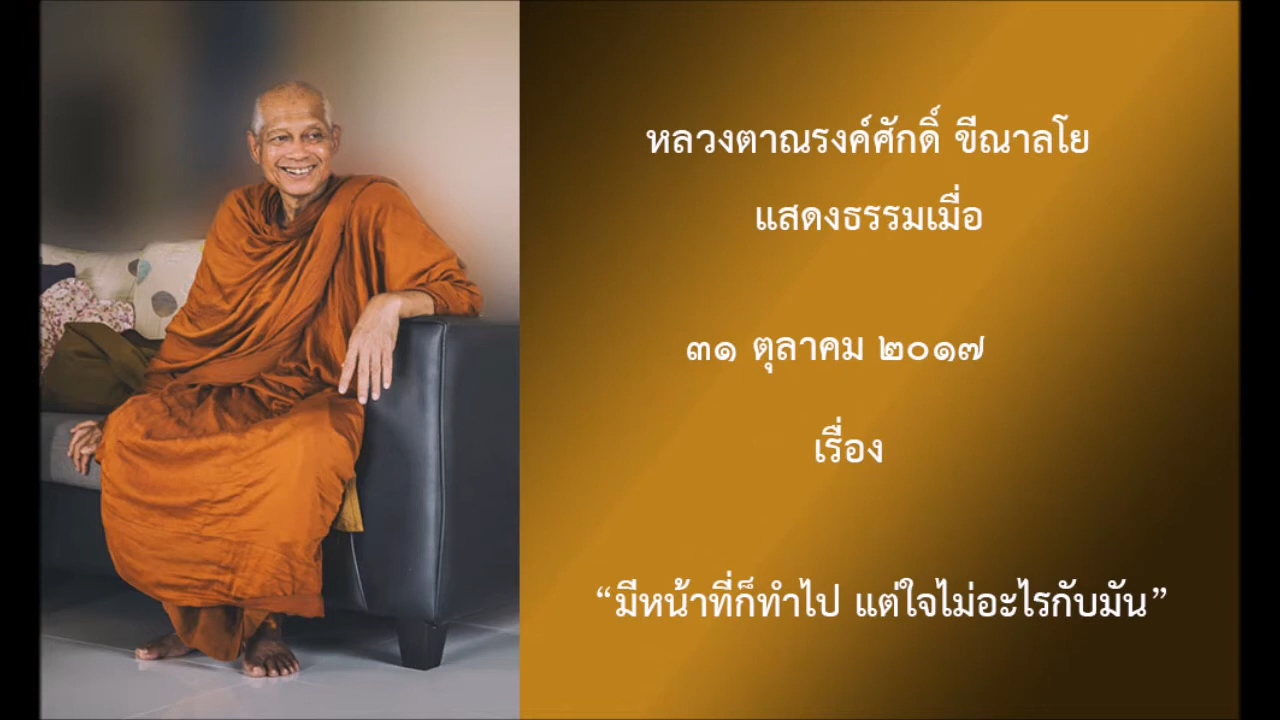 หลวงตาณรงค์ศักดิ์ ขีณาลโย
แสดงธรรมเมื่อ
๓๑ ตุลาคม ๒๐๑๗
เรื่อง
“มีหน้าที่ก็ทำไป แต่ใจไม่อะไรกับมัน”